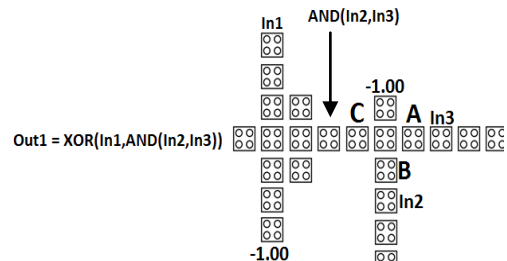 AND(In2,In3)
In1
-1.00
C A In3
Out1 = XOR(In1,AND(In2,In3))
B
In2
-1.00